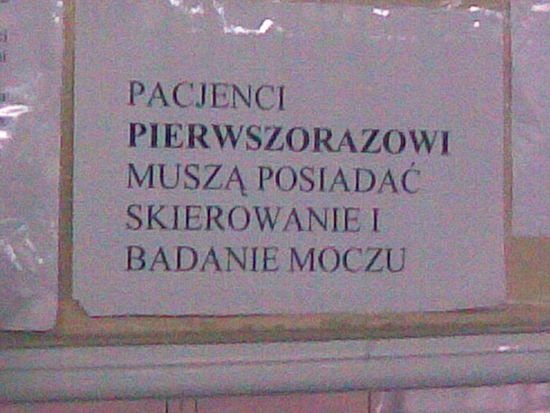 PACJENCI
PIERWSZORAZOWI
MUSZĄ POSIADAĆ
SKIEROWANIE I
BADANIE MOCZU